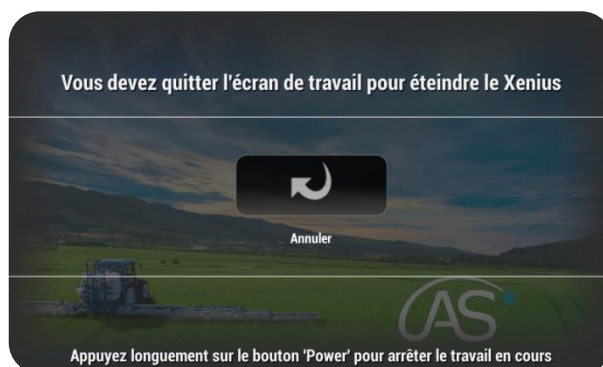 Vous devez quitter l'écran de travail pour éteindre le Xenius
Annuler
AS
Appuyez longuement sur le bouton 'Power' pour arrêter le travail en cours